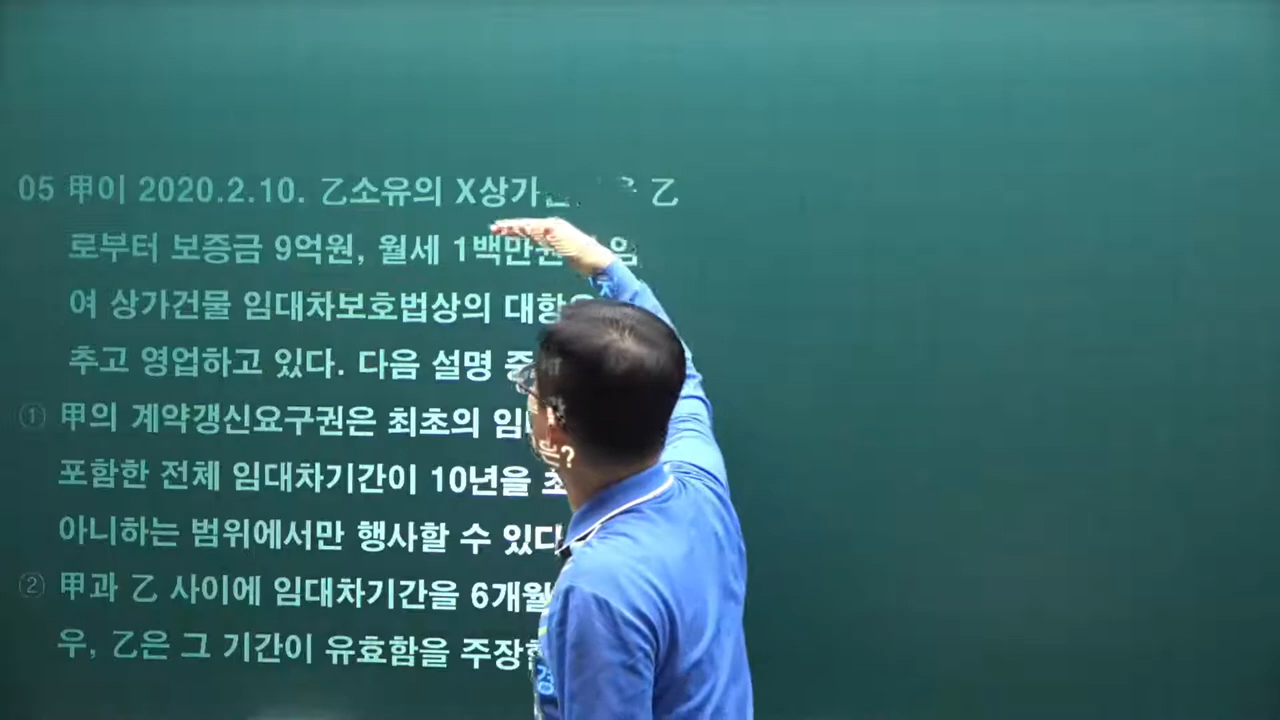 05 甲이 2020.2.10. 乙소유의 X상가 乙
로부터 보증금 9억원, 월세 1백만원 임
여 상가건물 임대차보호법상의 대항
추고 영업하고 있다. 다음 설명 중
① 甲의 계약갱신요구권은 최초의 임
포함한 전체 임대차기간이 10년을 초
아니하는 범위에서만 행사할 수 있다
② 甲과 乙 사이에 임대차기간을 6개월
우, 乙은 그 기간이 유효함을 주장